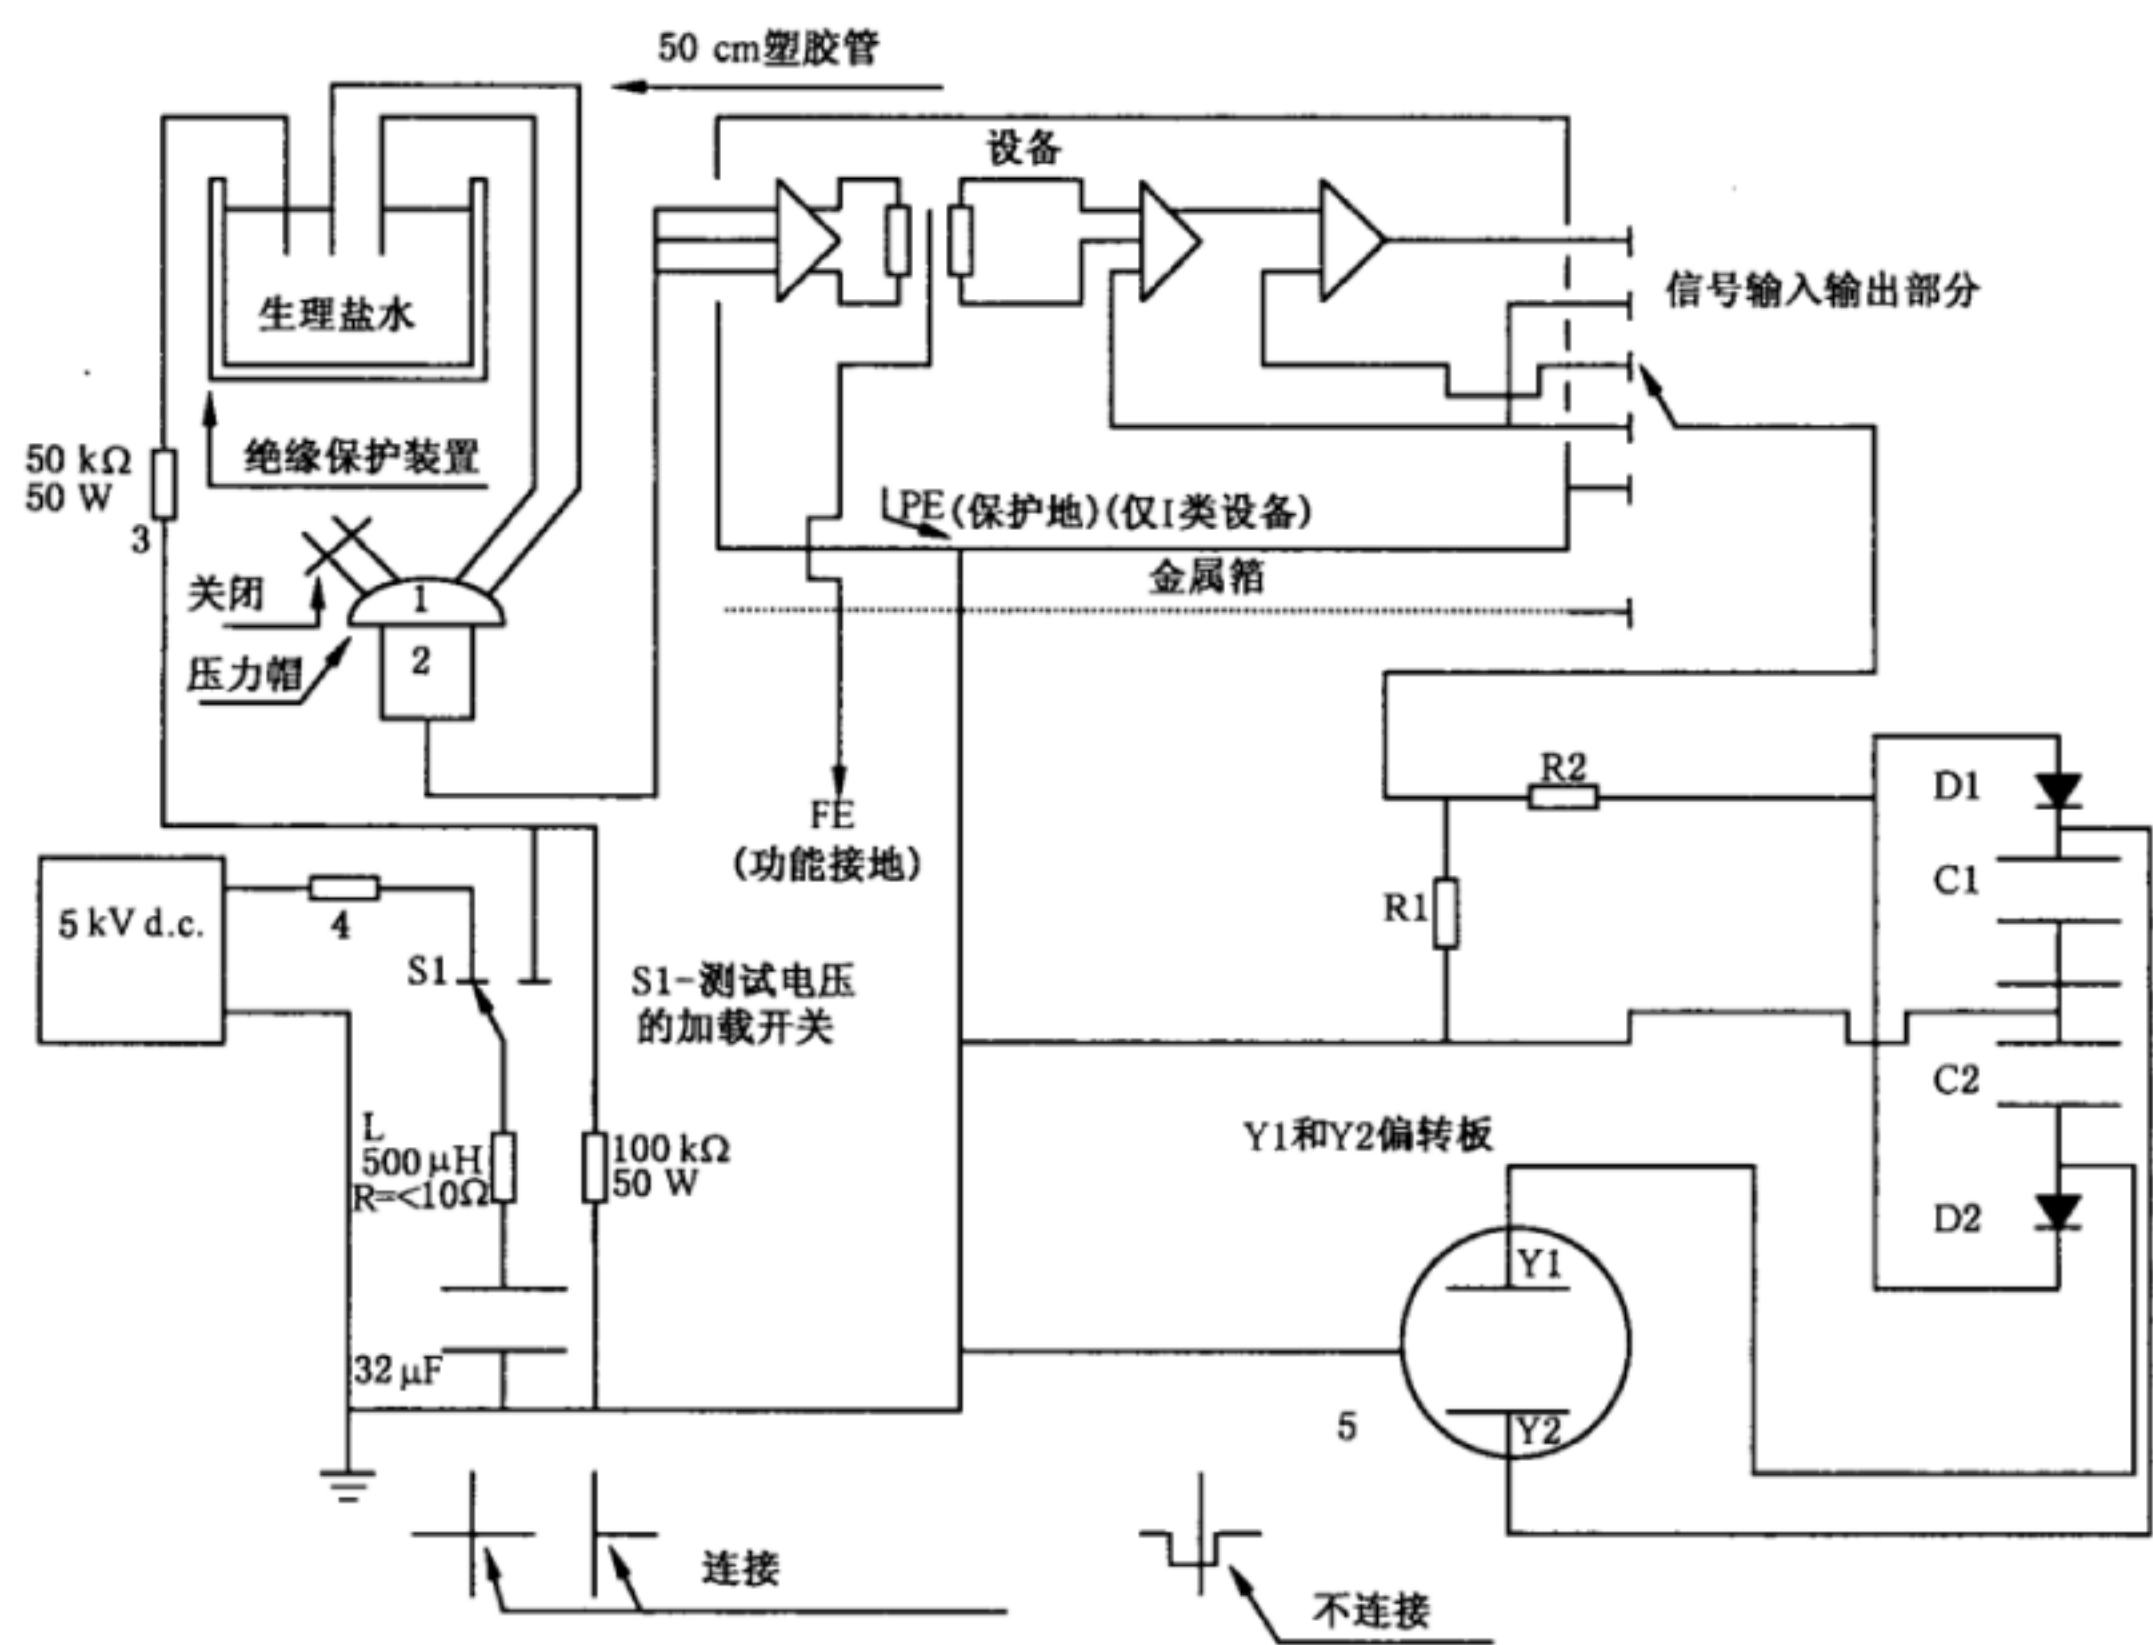 50 cm塑胶管
设备
生理盐水
信号输入输出部分
50 kΩ
50 W
绝缘保护装置
3
PE(保护地)(仅I类设备)
金属箔
关闭
1
压力帽
2
FE
(功能接地)
R2
D1
5 kV d.c.
4
R1
C1
S1
S1-测试电压
的加载开关
C2
L
500 μH
R=<10Ω
100 kΩ
50 W
Y1和Y2偏转板
D2
Y1
32 μF
5
Y2
连接
不连接